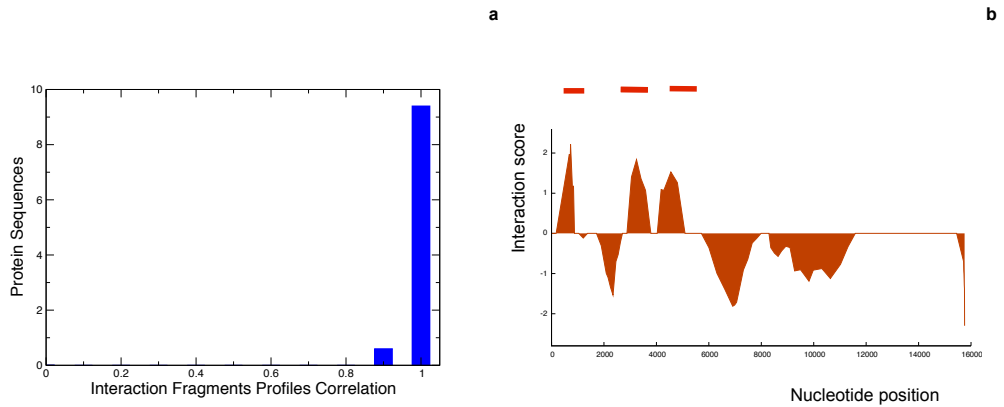 a
b
10
8
6
4
2
0
Protein Sequences
0 0.2 0.4 0.6 0.8 1
Interaction Fragments Profiles Correlation
2
1
0
-1
-2
Interaction score
0 2000 4000 6000 8000 10000 12000 14000 16000
Nucleotide position